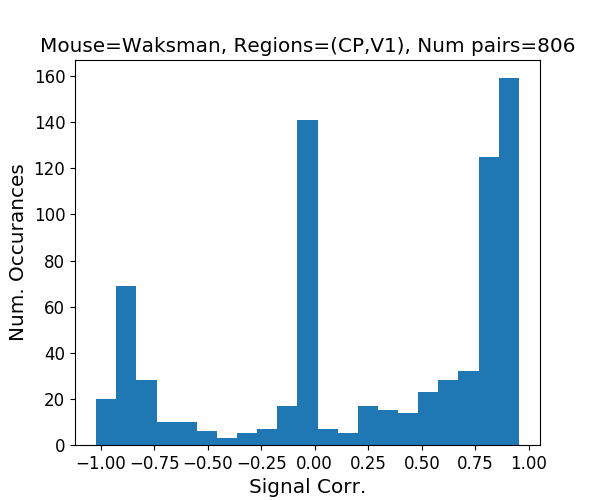 Mouse=Waksman, Regions=(CP,V1), Num pairs=806
160
140
120
100
80
60
40
20
0
Num. Occurances
−1.00 −0.75 −0.50 −0.25 0.00 0.25 0.50 0.75 1.00
Signal Corr.